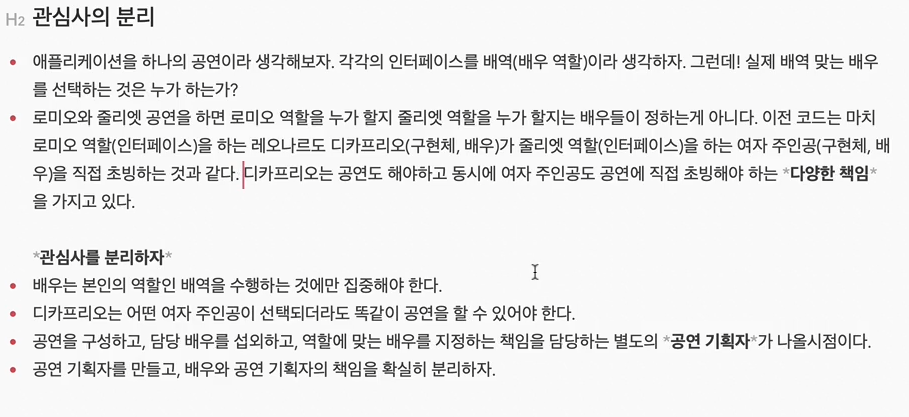 H2 관심사의 분리
• 애플리케이션을 하나의 공연이라 생각해보자. 각각의 인터페이스를 배역(배우 역할)이라 생각하자. 그런데! 실제 배역 맞는 배우
를 선택하는 것은 누가 하는가?
• 로미오와 줄리엣 공연을 하면 로미오 역할을 누가 할지 줄리엣 역할을 누가 할지는 배우들이 정하는게 아니다. 이전 코드는 마치
로미오 역할(인터페이스)을 하는 레오나르도 디카프리오(구현체, 배우)가 줄리엣 역할(인터페이스)을 하는 여자 주인공(구현체, 배
우)을 직접 초빙하는 것과 같다. 디카프리오는 공연도 해야하고 동시에 여자 주인공도 공연에 직접 초빙해야 하는 *다양한 책임*
을 가지고 있다.
*관심사를 분리하자*
• 배우는 본인의 역할인 배역을 수행하는 것에만 집중해야 한다.
• 디카프리오는 어떤 여자 주인공이 선택되더라도 똑같이 공연을 할 수 있어야 한다.
• 공연을 구성하고, 담당 배우를 섭외하고, 역할에 맞는 배우를 지정하는 책임을 담당하는 별도의 *공연 기획자*가 나올시점이다.
• 공연 기획자를 만들고, 배우와 공연 기획자의 책임을 확실히 분리하자.